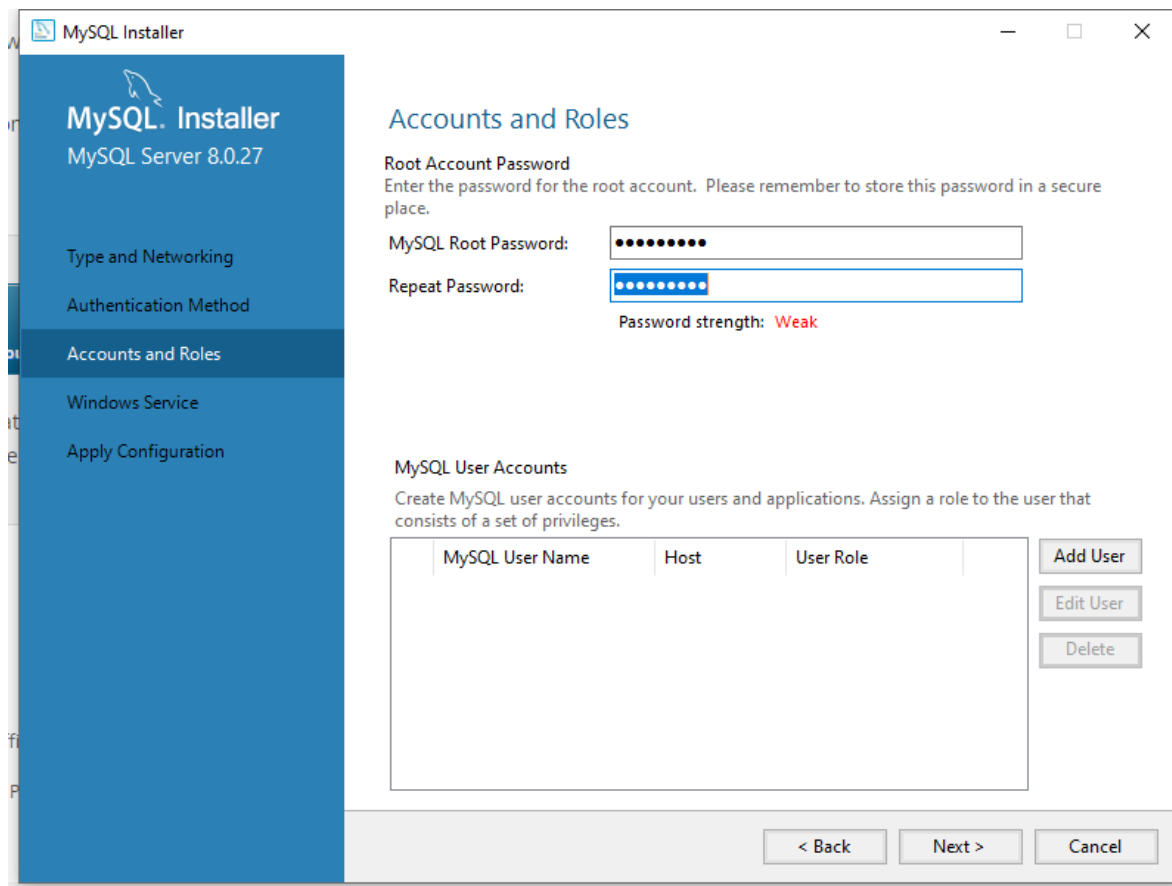 MySQL Installer
MySQL. Installer
MySQL Server 8.0.27
Type and Networking
Authentication Method
Accounts and Roles
Windows Service
Apply Configuration
Accounts and Roles
Root Account Password
Enter the password for the root account.  Please remember to store this password in a secure
place.
MySQL Root Password: ●●●●●●●●●
Repeat Password: ●●●●●●●●●
Password strength: Weak
MySQL User Accounts
Create MySQL user accounts for your users and applications. Assign a role to the user that
consists of a set of privileges.
MySQL User Name Host User Role
Add User
Edit User
Delete
< Back Next > Cancel